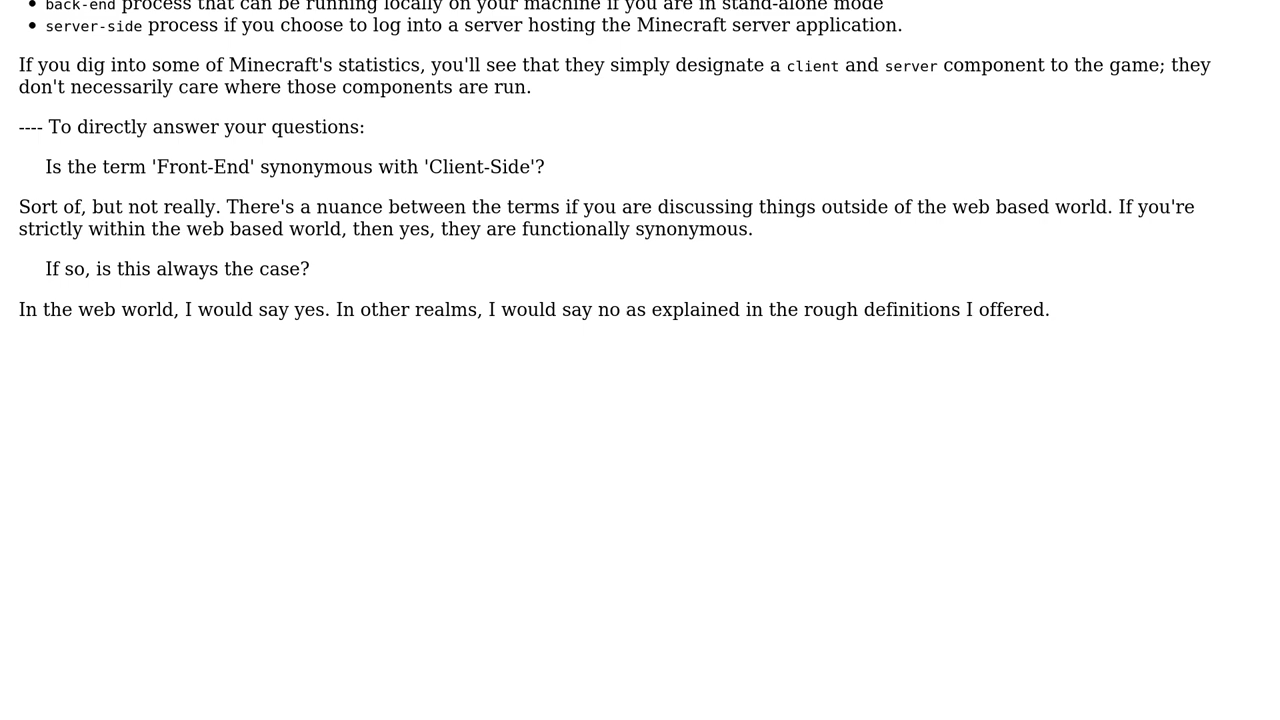 back-end process that can be running locally on your machine if you are in stand-alone mode
server-side process if you choose to log into a server hosting the Minecraft server application.
If you dig into some of Minecraft's statistics, you'll see that they simply designate a client and server component to the game; they
don't necessarily care where those components are run.
---- To directly answer your questions:
Is the term 'Front-End' synonymous with 'Client-Side'?
Sort of, but not really. There's a nuance between the terms if you are discussing things outside of the web based world. If you're
strictly within the web based world, then yes, they are functionally synonymous.
If so, is this always the case?
In the web world, I would say yes. In other realms, I would say no as explained in the rough definitions I offered.